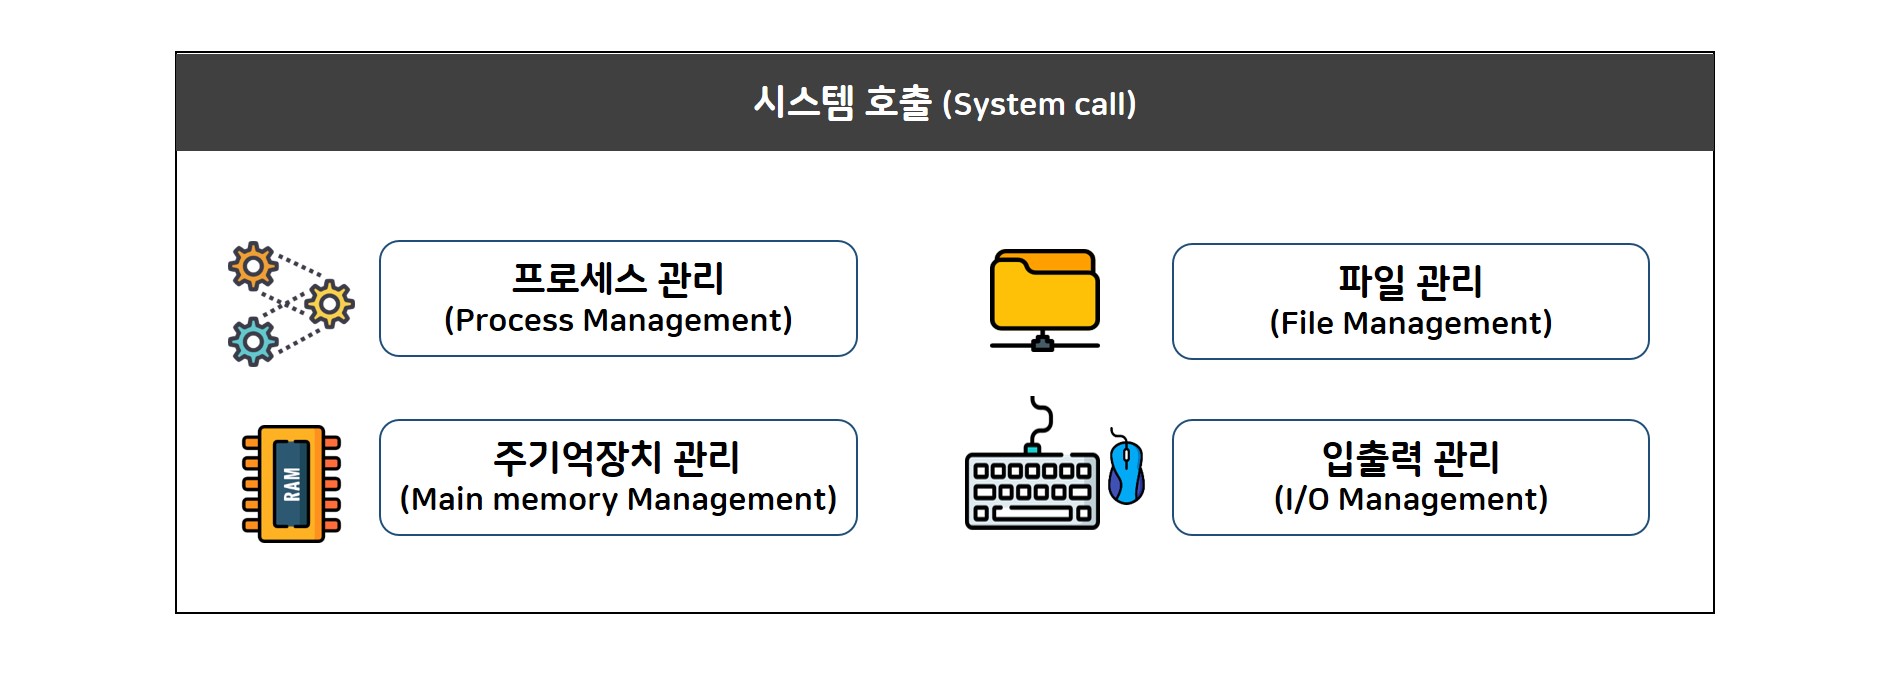 시스템 호출 (System call)
프로세스 관리
(Process Management)
파일 관리
(File Management)
RAM
주기억장치 관리
(Main memory Management)
입출력 관리
(I/O Management)